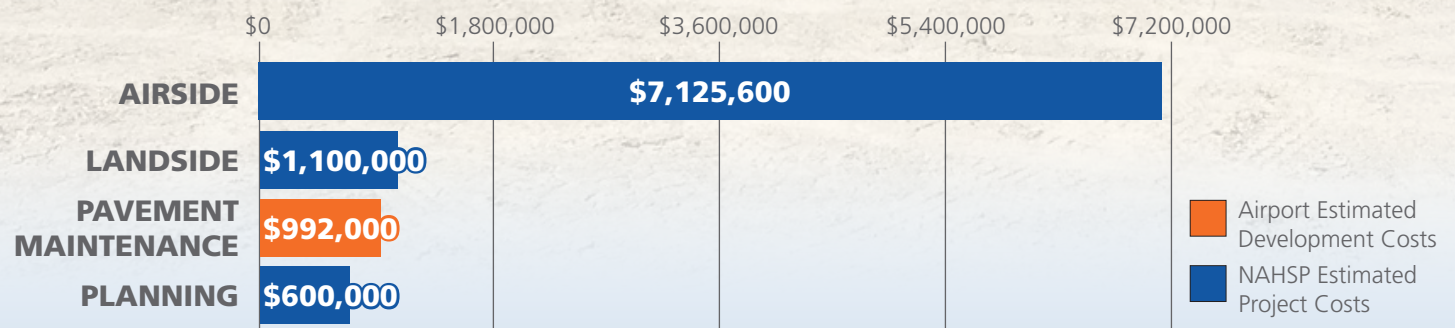 $0 $1,800,000 $3,600,000 $5,400,000 $7,200,000
AIRSIDE $7,125,600
LANDSIDE $1,100,000
PAVEMENT
MAINTENANCE $992,000
PLANNING $600,000
Airport Estimated
Development Costs
NAHSP Estimated
Project Costs